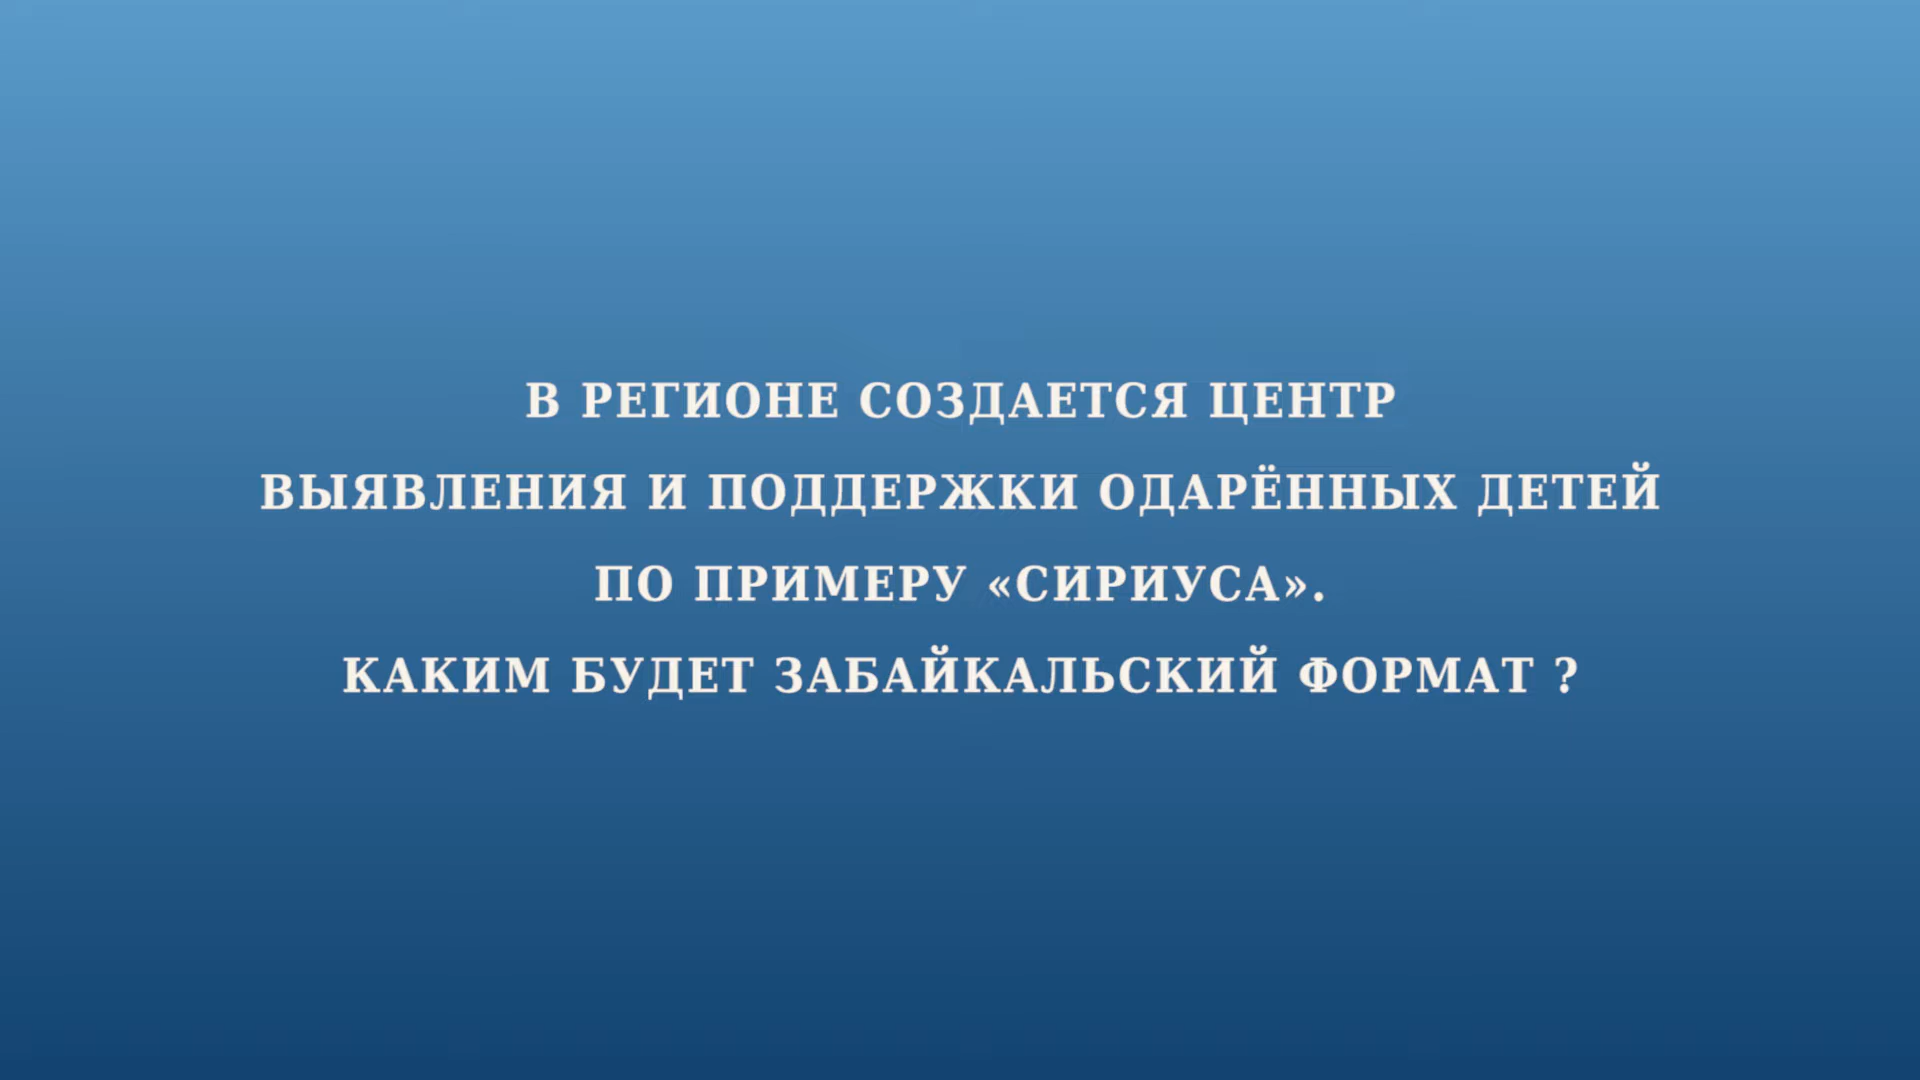 В РЕГИОНЕ СОЗДАЕТСЯ ЦЕНТР
ВЫЯВЛЕНИЯ И ПОДДЕРЖКИ ОДАРЁННЫХ ДЕТЕЙ
ПО ПРИМЕРУ «СИРИУСА».
КАКИМ БУДЕТ ЗАБАЙКАЛЬСКИЙ ФОРМАТ ?